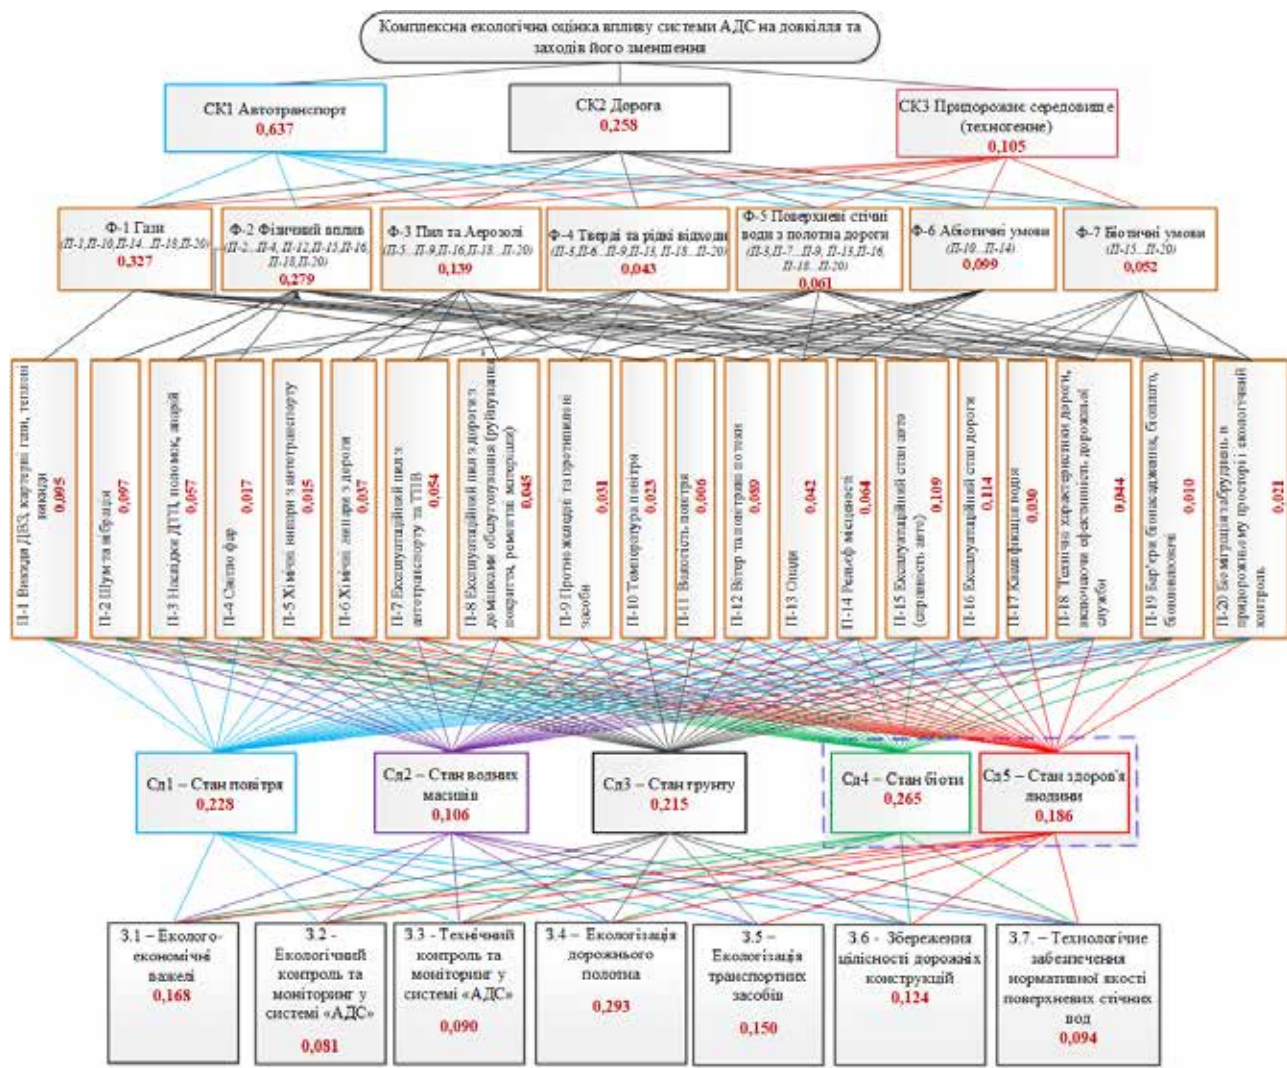 Комплексна екологічна оцінка впливу системи АДС на довкілля та
заходів його зменшення
СК1 Автотранспорт
0,637
СК2 Дорога
0,258
СК3 Придорожнє середовище
(техногенне)
0,105
Ф-1 Гази
(П-1,П-10,П-14...П-18,П-20)
0,327
Ф-2 Фізичний вплив
(П-2...П-4, П-12,П-15,П-16,
П-18,П-20)
0,279
Ф-3 Пил та Аерозолі
(П-5...П-9,П-16,П-18...П-20)
0,139
Ф-4 Тверді та рідкі відходи
(П-3,П-6...П-9,П-13, П-18...П-20)
0,043
Ф-5 Поверхневі стічні
води з полотна дороги
(П-3,П-7...П-9, П-13,П-16,
П-18...П-20)
0,061
Ф-6 Абіотичні умови
(П-10...П-14)
0,099
Ф-7 Біотичні умови
(П-15...П-20)
0,052
П-1 Викиди ДВЗ, картерні гази, теплові
викиди
0,095
П-2 Шум та вібрація
0,097
П-3 Наслідки ДТП, поломок, аварій
0,057
П-4 Світло фар
0,017
П-5 Хімічні випари з автотранспорту
0,015
П-6 Хімічні випари з дороги
0,037
П-7 Експлуатаційний пил з
автотранспорту та ТПВ
0,054
П-8 Експлуатаційний пил з дороги з
домішками обслуговування (руйнування
покриття, ремонтні матеріали)
0,045
П-9 Протиожеледні та протипилові
засоби
0,031
П-10 Температура повітря
0,023
П-11 Вологість повітря
0,006
П-12 Вітер та повітряні потоки
0,089
П-13 Опади
0,042
П-14 Рельєф місцевості
0,064
П-15 Експлуатаційний стан авто
(справність авто)
0,109
П-16 Експлуатаційний стан дороги
0,114
П-17 Кваліфікація водія
0,030
П-18 Технічні характеристики дороги,
включаючи ефективність дорожньої
служби
0,044
П-19 Бар'єри біонасаджання, біоплато,
0,010
П-20 Біоміграція забруднень в
придорожньому просторі і екологічний
контроль
0,021
Сд1 – Стан повітря
0,228
Сд2 – Стан водних
масивів
0,106
Сд3 – Стан грунту
0,215
Сд4 – Стан біоти
0,265
Сд5 – Стан здоров'я
людини
0,186
З.1 – Еколого-
економічні
важелі
0,168
З.2 -
Екологічний
контроль та
моніторинг у
системі «АДС»
0,081
З.3 - Технічний
контроль та
моніторинг у
системі «АДС»
0,090
З.4 – Екологізація
дорожнього
полотна
0,293
З.5 –
Екологізація
транспортних
засобів
0,150
З.6 - Збереження
цілісності дорожніх
конструкцій
0,124
З.7. – Технологічне
забезпечення
нормативної якості
поверхневих стічних
вод
0,094